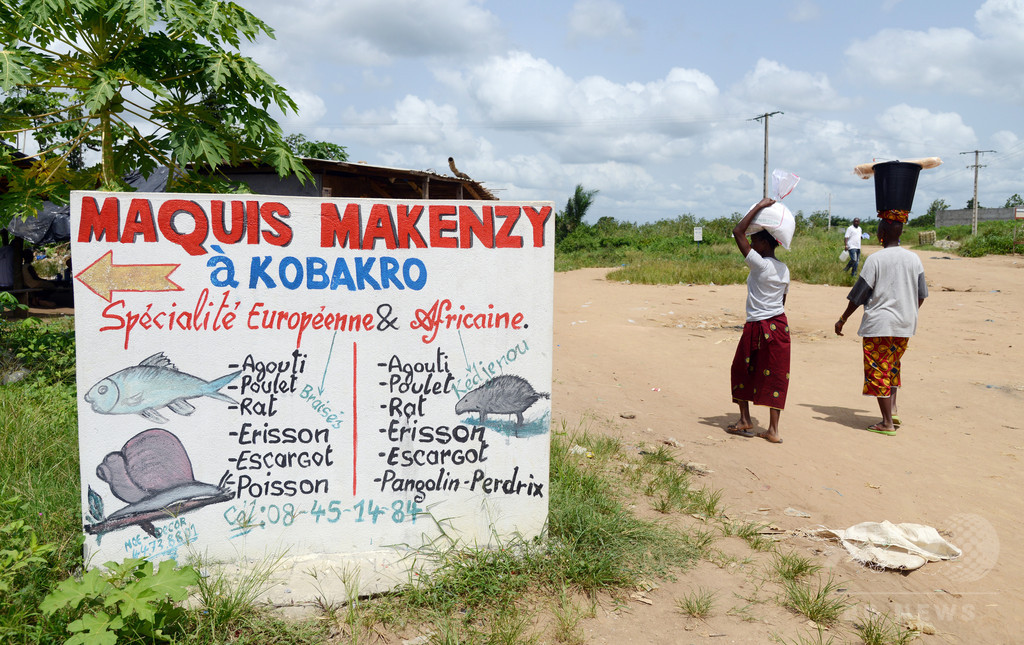 MAQUIS MAKENZY
à KOBAKRO
Spécialité Européenne & Africaine.
-Agouti
-Poulet
-Rat
-Erisson
-Escargot
-Poisson
Braisés
-Agouti
-Poulet
-Rat
-Erisson
-Escargot
-Pangolin-Perdrix
Kédjenou
cél:08-45-14-84
NEWS